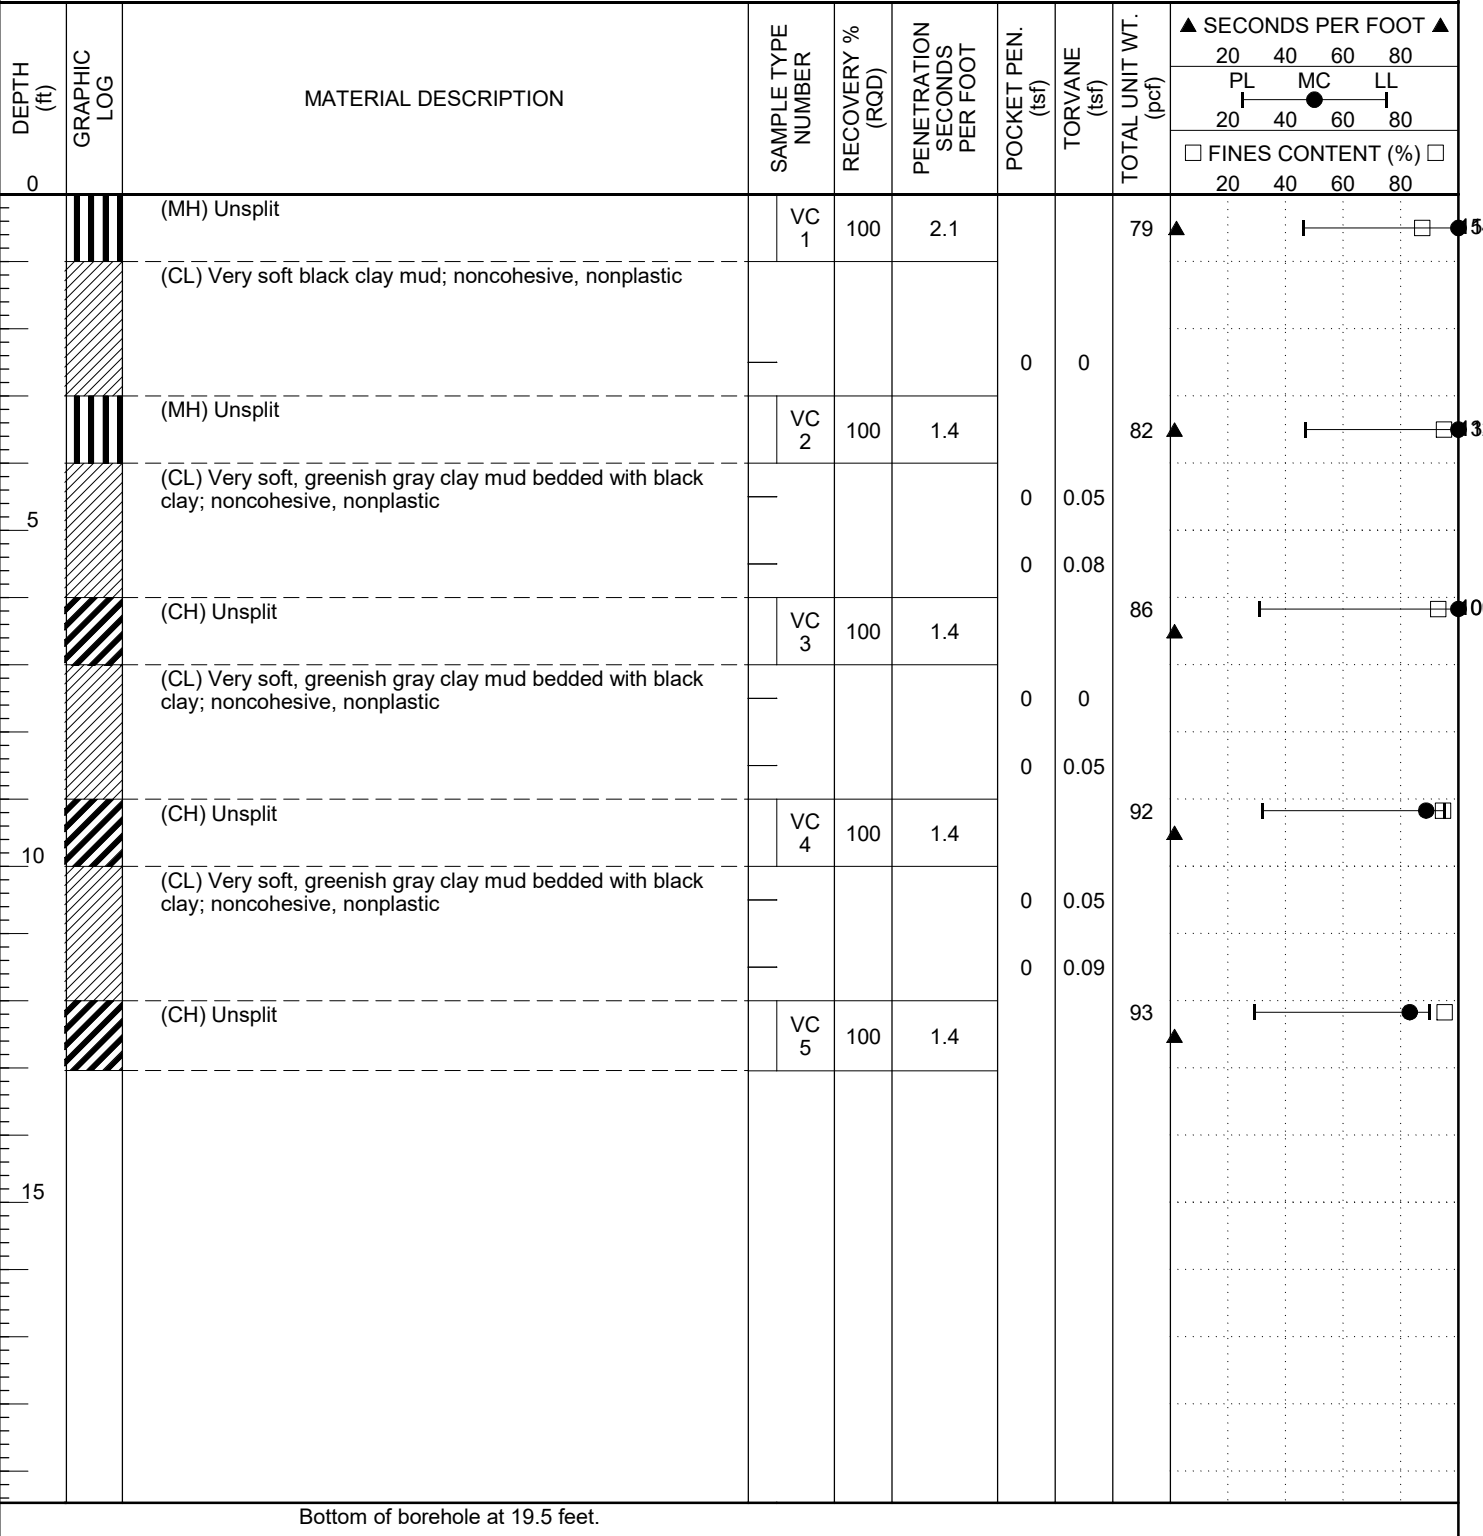 DEPTH
(ft)
GRAPHIC
LOG
MATERIAL DESCRIPTION
SAMPLE TYPE
NUMBER
RECOVERY %
(RQD)
PENETRATION
SECONDS
PER FOOT
POCKET PEN.
(tsf)
TORVANE
(tsf)
TOTAL UNIT WT.
(pcf)
▲ SECONDS PER FOOT ▲
20 40 60 80
PL MC LL
20 40 60 80
□ FINES CONTENT (%) □
20 40 60 80
0
(MH) Unsplit
VC
1
100
2.1
79
(CL) Very soft black clay mud; noncohesive, nonplastic
0 0
(MH) Unsplit
VC
2
100
1.4
82
(CL) Very soft, greenish gray clay mud bedded with black
clay; noncohesive, nonplastic
0 0.05
5
0 0.08
(CH) Unsplit
VC
3
100
1.4
86
(CL) Very soft, greenish gray clay mud bedded with black
clay; noncohesive, nonplastic
0 0
0 0.05
(CH) Unsplit
VC
4
100
1.4
92
10
(CL) Very soft, greenish gray clay mud bedded with black
clay; noncohesive, nonplastic
0 0.05
0 0.09
(CH) Unsplit
VC
5
100
1.4
93
15
Bottom of borehole at 19.5 feet.